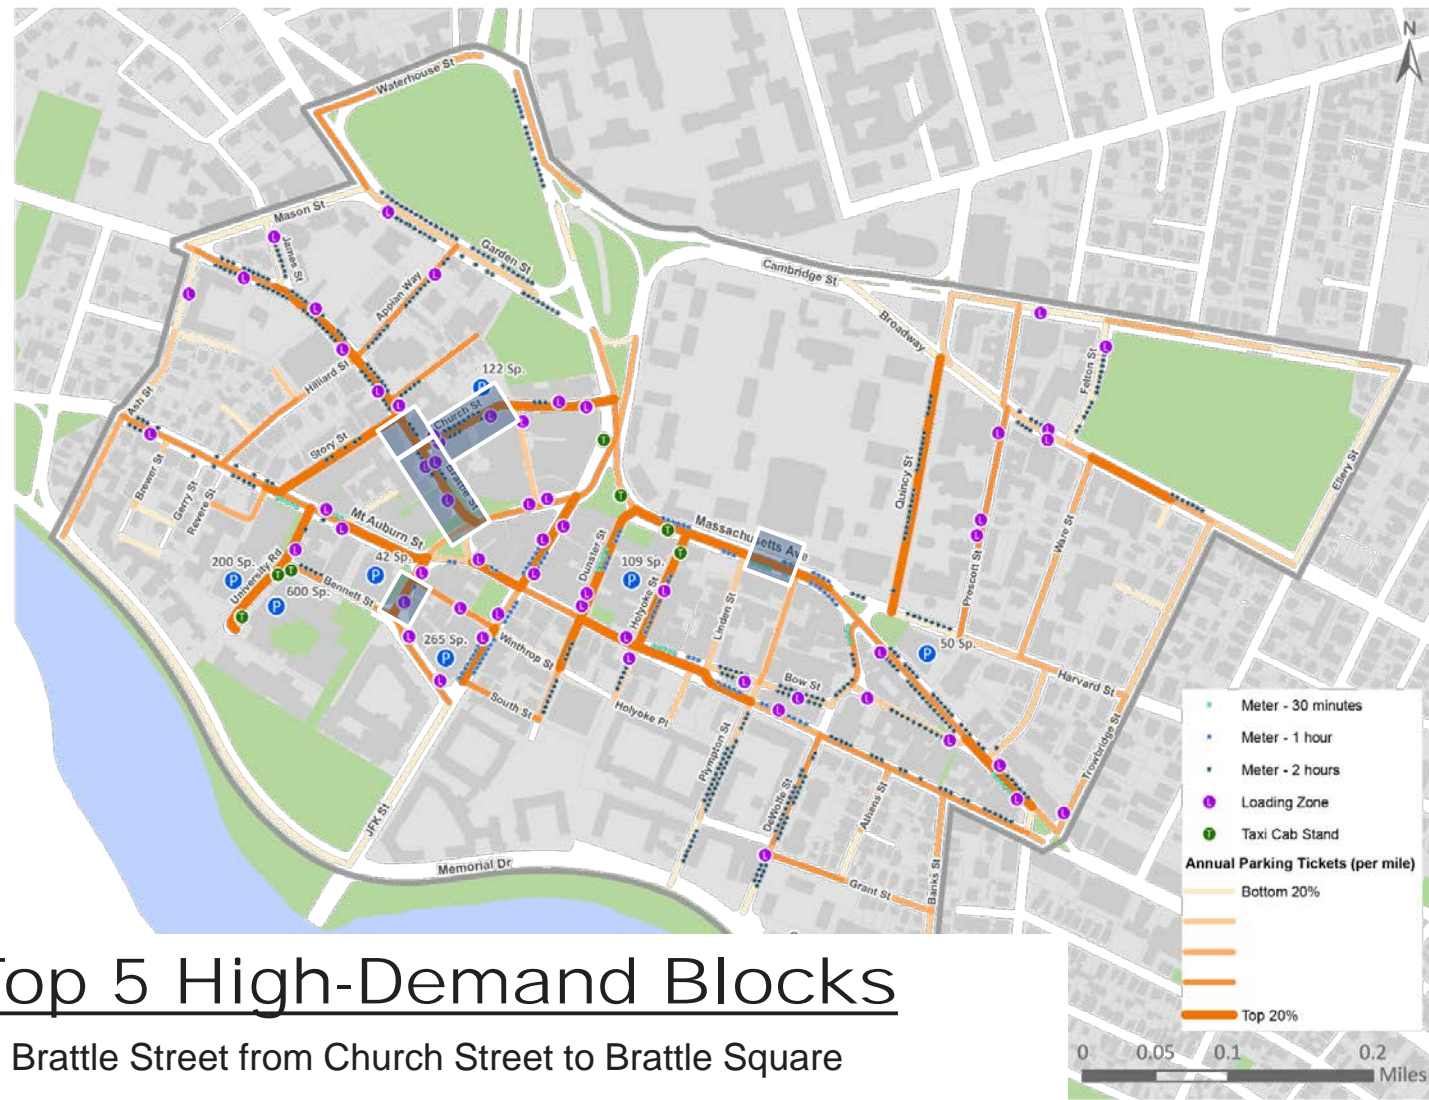 N
Waterhouse St
Mason St
James St
Garden St
Appian Way
Cambridge St
Broadway
Felton St
Hilliard St
122 Sp.
P
Church St
Ash St
Story St
Brattle St
Ellery St
Brewer St
Gerry St
Revere St
Quincy St
Mt Auburn St
Massachusetts Ave
Ware St
Prescott St
Dunster St
42 Sp.
200 Sp.
P
University Rd
600 Sp.
P
Bennett St
P
109 Sp.
P
Holyoke St
Linden St
265 Sp.
P
Winthrop St
50 Sp.
P
Harvard St
Bow St
South St
Holyoke Pl
Plympton St
Trowbridge St
DeWolfe St
Athens St
JFK St
Memorial Dr
Grant St
Banks St
Meter - 30 minutes
Meter - 1 hour
Meter - 2 hours
L Loading Zone
T Taxi Cab Stand
Annual Parking Tickets (per mile)
Bottom 20%
Top 20%
0 0.05 0.1 0.2
Miles
Top 5 High-Demand Blocks
Brattle Street from Church Street to Brattle Square